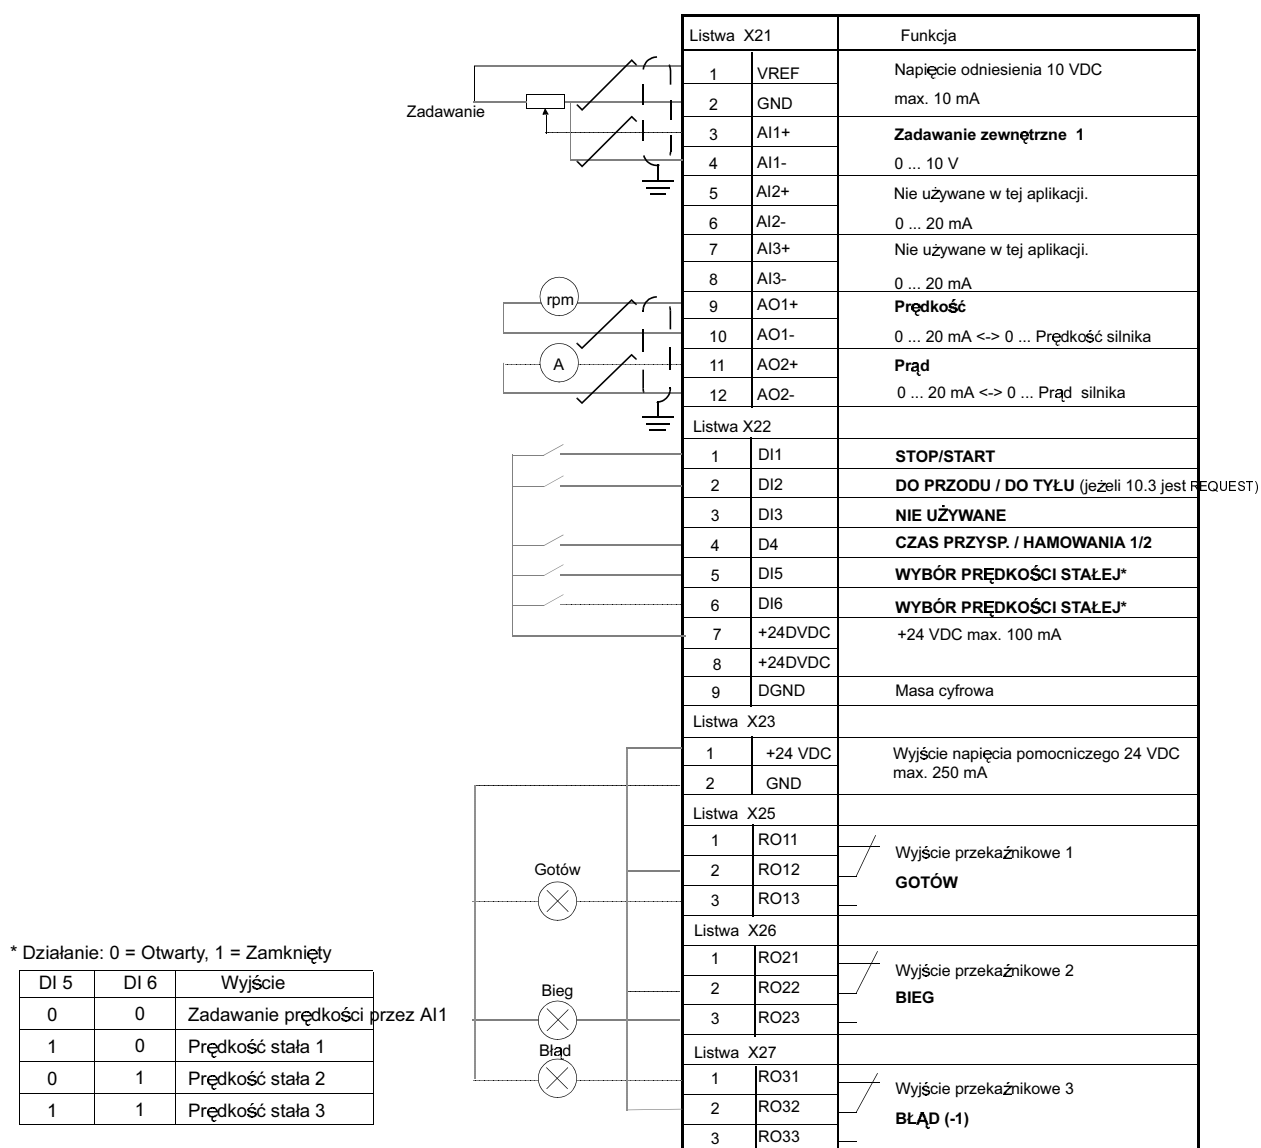 Listwa X21 Funkcja
1 VREF Napięcie odniesienia 10 VDC
2 GND max. 10 mA
Zadawanie
3 AI1+ Zadawanie zewnętrzne 1
4 AI1- 0 ... 10 V
5 AI2+ Nie używane w tej aplikacji.
6 AI2- 0 ... 20 mA
7 AI3+ Nie używane w tej aplikacji.
8 AI3- 0 ... 20 mA
rpm 9 AO1+ Prędkość
10 AO1- 0 ... 20 mA <-> 0 ... Prędkość silnika
A 11 AO2+ Prąd
12 AO2- 0 ... 20 mA <-> 0 ... Prąd silnika
Listwa X22
1 DI1 STOP/START
2 DI2 DO PRZODU / DO TYŁU (jeżeli 10.3 jest REQUEST)
3 DI3 NIE UŻYWANE
4 D4 CZAS PRZYSP. / HAMOWANIA 1/2
5 DI5 WYBÓR PRĘDKOŚCI STAŁEJ*
6 DI6 WYBÓR PRĘDKOŚCI STAŁEJ*
7 +24DVDC +24 VDC max. 100 mA
8 +24DVDC
9 DGND Masa cyfrowa
Listwa X23
1 +24 VDC Wyjście napięcia pomocniczego 24 VDC
max. 250 mA
2 GND
Listwa X25
1 RO11 Wyjście przekaźnikowe 1
Gotów 2 RO12 GOTÓW
3 RO13
Listwa X26
1 RO21 Wyjście przekaźnikowe 2
Bieg 2 RO22 BIEG
3 RO23
Błąd Listwa X27
1 RO31 Wyjście przekaźnikowe 3
2 RO32 BŁĄD (-1)
3 RO33
* Działanie: 0 = Otwarty, 1 = Zamknięty
DI 5 DI 6 Wyjście
0 0 Zadawanie prędkości przez AI1
1 0 Prędkość stała 1
0 1 Prędkość stała 2
1 1 Prędkość stała 3